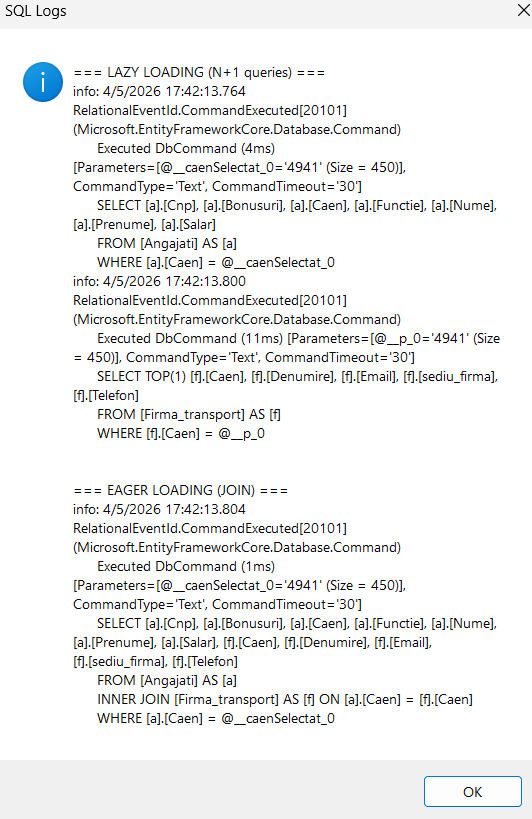 SQL Logs
=== LAZY LOADING (N+1 queries) ===
info: 4/5/2026 17:42:13.764
RelationalEventId.CommandExecuted[20101]
(Microsoft.EntityFrameworkCore.Database.Command)
Executed DbCommand (4ms)
[Parameters=[@__caenSelectat_0='4941' (Size = 450)],
CommandType='Text', CommandTimeout='30']
SELECT [a].[Cnp], [a].[Bonusuri], [a].[Caen], [a].[Functie], [a].[Nume],
[a].[Prenume], [a].[Salar]
FROM [Angajati] AS [a]
WHERE [a].[Caen] = @__caenSelectat_0
info: 4/5/2026 17:42:13.800
RelationalEventId.CommandExecuted[20101]
(Microsoft.EntityFrameworkCore.Database.Command)
Executed DbCommand (11ms) [Parameters=[@__p_0='4941' (Size
= 450)], CommandType='Text', CommandTimeout='30']
SELECT TOP(1) [f].[Caen], [f].[Denumire], [f].[Email], [f].[sediu_firma],
[f].[Telefon]
FROM [Firma_transport] AS [f]
WHERE [f].[Caen] = @__p_0
=== EAGER LOADING (JOIN) ===
info: 4/5/2026 17:42:13.804
RelationalEventId.CommandExecuted[20101]
(Microsoft.EntityFrameworkCore.Database.Command)
Executed DbCommand (1ms)
[Parameters=[@__caenSelectat_0='4941' (Size = 450)],
CommandType='Text', CommandTimeout='30']
SELECT [a].[Cnp], [a].[Bonusuri], [a].[Caen], [a].[Functie], [a].[Nume],
[a].[Prenume], [a].[Salar], [f].[Caen], [f].[Denumire], [f].[Email],
[f].[sediu_firma], [f].[Telefon]
FROM [Angajati] AS [a]
INNER JOIN [Firma_transport] AS [f] ON [a].[Caen] = [f].[Caen]
WHERE [a].[Caen] = @__caenSelectat_0
OK